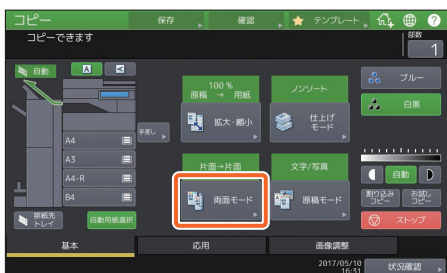 コピー
保存
確認
テンプレート
コピーできます
部数
1
自動
A
100 %
原稿 → 用紙
ノンソート
ブルー
拡大・縮小
仕上げ
モード
白黒
手差し
A4
A3
A4-R
B4
片面→片面
文字/写真
両面モード
原稿モード
自動
割り込み
コピー
お試し
コピー
排紙先
トレイ
自動用紙選択
ストップ
基本
応用
画像調整
2017/05/10
16:31
状況確認